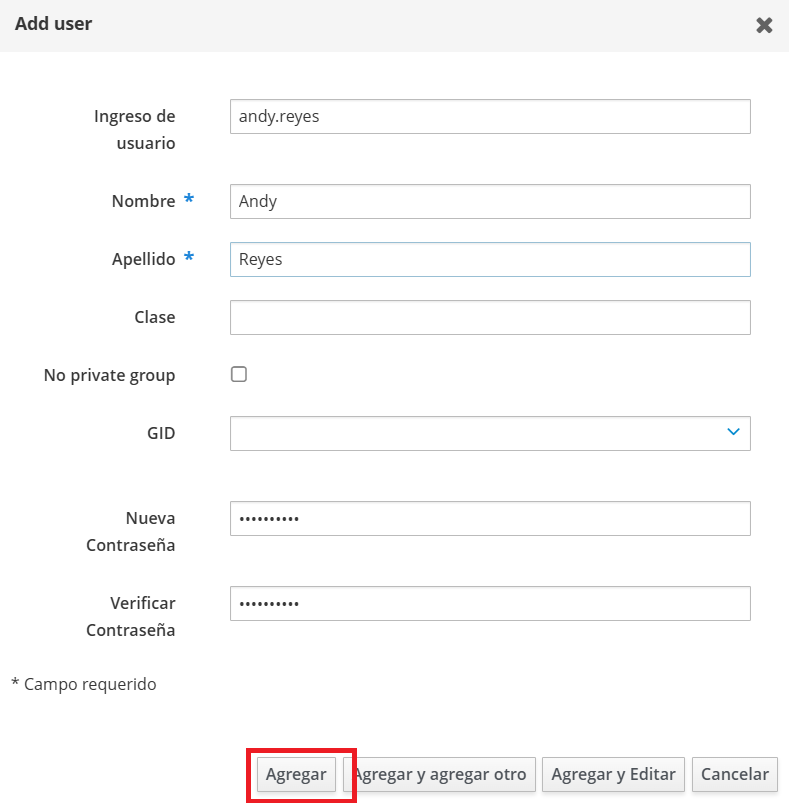 Add user
Ingreso de
usuario
andy.reyes
Nombre *
Andy
Apellido *
Reyes
Clase
No private group
GID
Nueva
Contraseña
••••••••••
Verificar
Contraseña
••••••••••
* Campo requerido
Agregar Agregar y agregar otro Agregar y Editar Cancelar